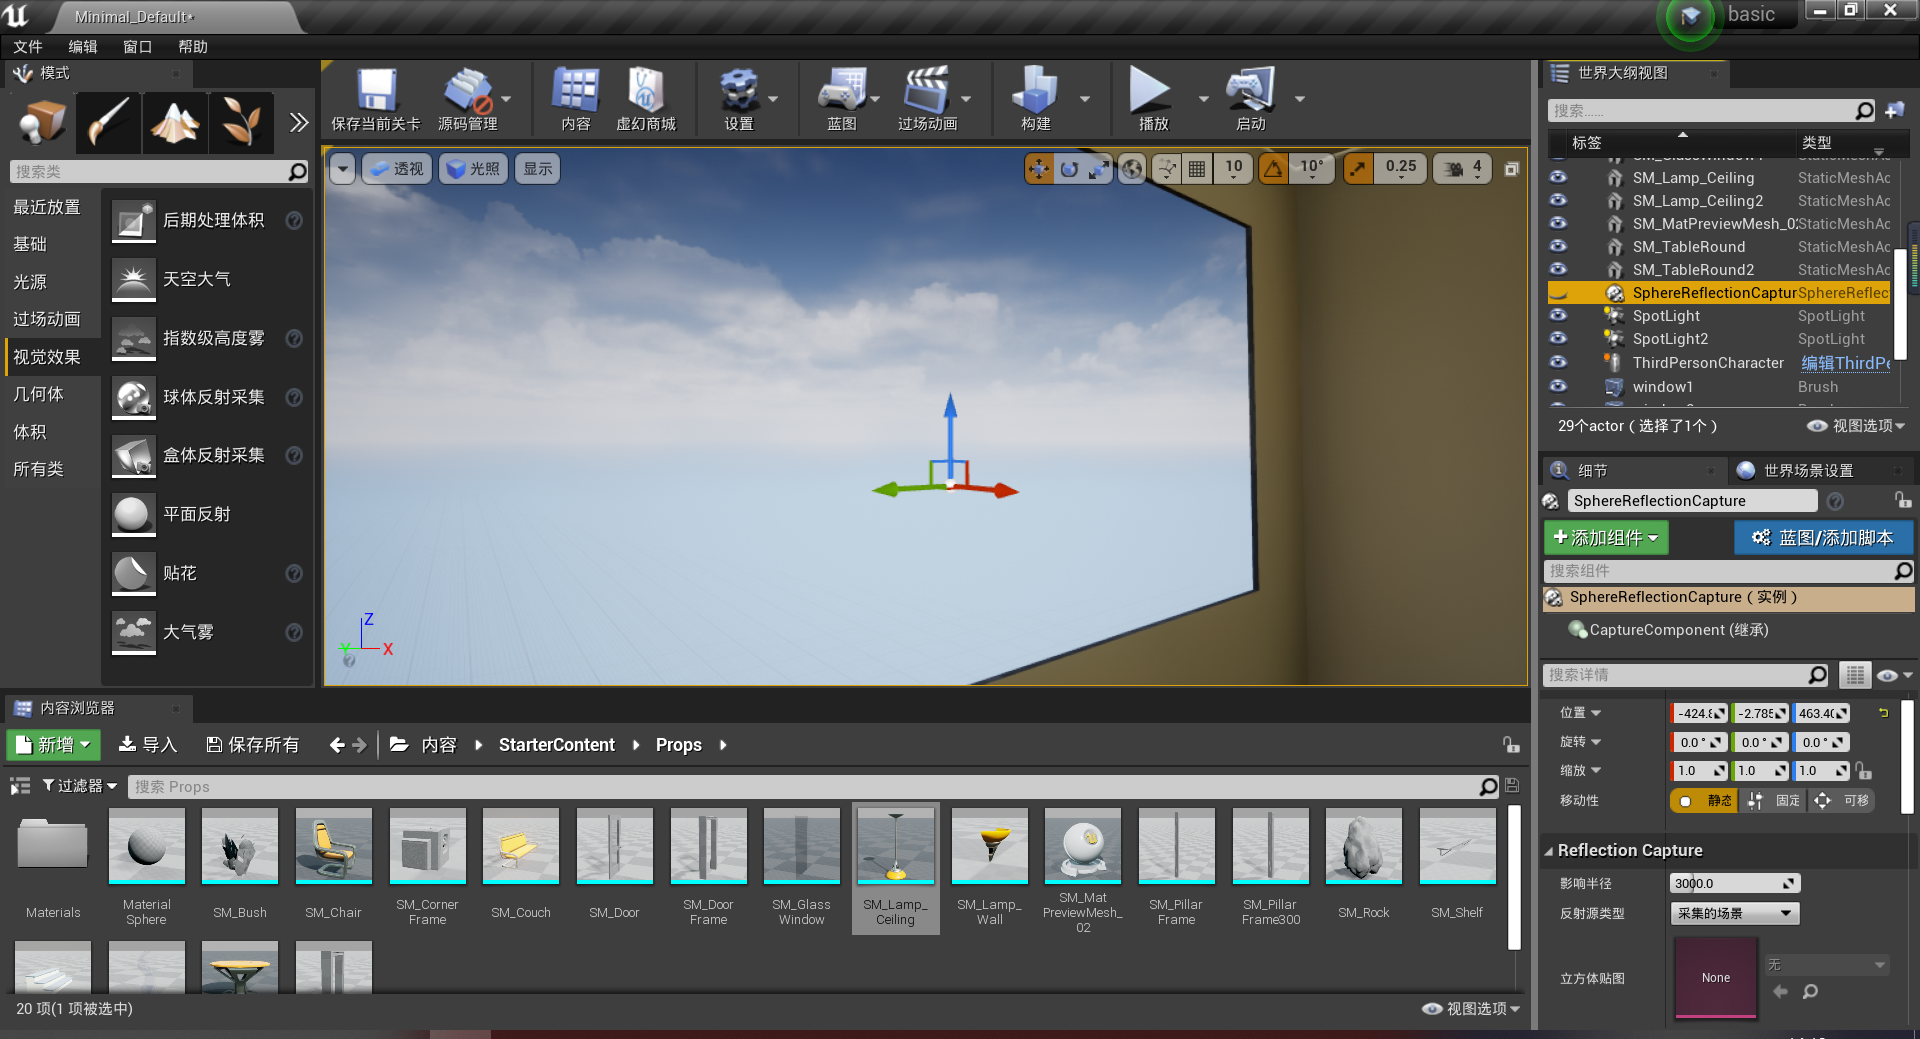 Minimal_Default*
basic
文件 编辑 窗口 帮助
模式
搜索类
最近放置
基础
光源
过场动画
视觉效果
几何体
体积
所有类
后期处理体积
天空大气
指数级高度雾
球体反射采集
盒体反射采集
平面反射
贴花
大气雾
保存当前关卡
源码管理
内容
虚幻商城
设置
蓝图
过场动画
构建
播放
启动
透视
光照
显示
10
10°
0.25
4
Z
Y
X
世界大纲视图
搜索......
标签 类型
SM_Lamp_Ceiling StaticMeshAc
SM_Lamp_Ceiling2 StaticMeshAc
SM_MatPreviewMesh_02 StaticMeshAc
SM_TableRound StaticMeshAc
SM_TableRound2 StaticMeshAc
SphereReflectionCaptur SphereReflec
SpotLight SpotLight
SpotLight2 SpotLight
ThirdPersonCharacter 编辑ThirdPe
window1 Brush
29个actor（选择了1个）
视图选项
细节
世界场景设置
SphereReflectionCapture
添加组件
蓝图/添加脚本
搜索组件
SphereReflectionCapture（实例）
CaptureComponent (继承)
搜索详情
位置 -424.8 -2.785 463.40
旋转 0.0° 0.0° 0.0°
缩放 1.0 1.0 1.0
移动性 静态 固定 可移
Reflection Capture
影响半径 3000.0
反射源类型 采集的场景
立方体贴图 None 无
内容浏览器
新增 导入 保存所有 内容 StarterContent Props
过滤器 搜索 Props
Materials
Material
Sphere
SM_Bush
SM_Chair
SM_Corner
Frame
SM_Couch
SM_Door
SM_Door
Frame
SM_Glass
Window
SM_Lamp_
Ceiling
SM_Lamp_
Wall
SM_Mat
PreviewMesh_
02
SM_Pillar
Frame
SM_Pillar
Frame300
SM_Rock
SM_Shelf
20 项(1 项被选中)
视图选项